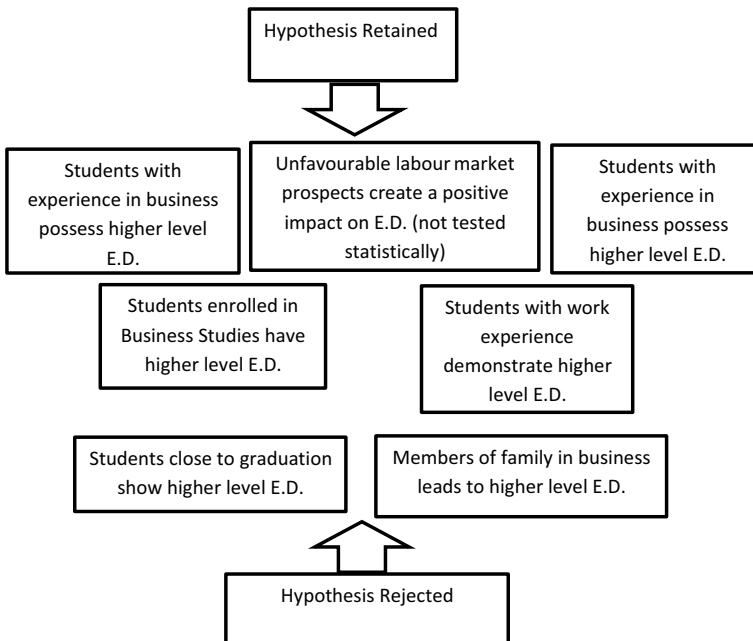 Hypothesis Retained
Students with
experience in business
possess higher level
E.D.
Unfavourable labour market
prospects create a positive
impact on E.D. (not tested
statistically)
Students with
experience in
business possess
higher level E.D.
Students enrolled in
Business Studies have
higher level E.D.
Students with work
experience
demonstrate higher
level E.D.
Students close to graduation
show higher level E.D.
Members of family in business
leads to higher level E.D.
Hypothesis Rejected